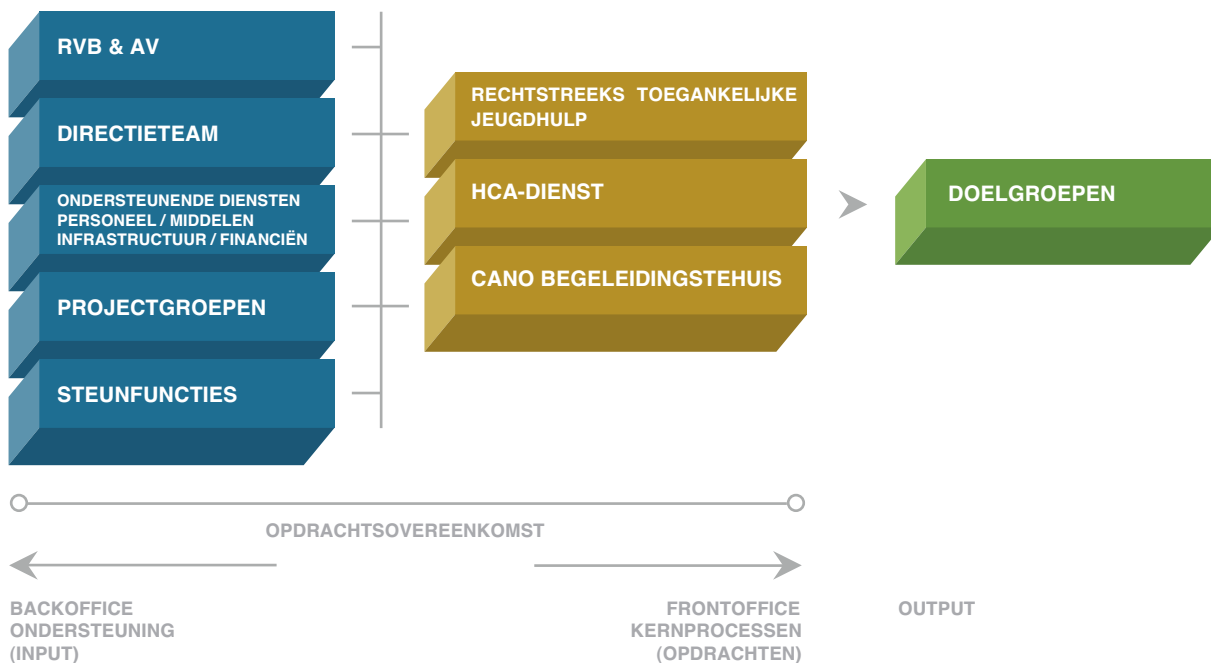 RVB & AV
DIRECTIETEAM
ONDERSTEUNENDE DIENSTEN
PERSONEEL / MIDDELEN
INFRASTRUCTUUR / FINANCIËN
PROJECTGROEPEN
STEUNFUNCTIES
RECHTSTREEKS TOEGANKELIJKE
JEUGDHULP
HCA-DIENST
CANO BEGELEIDINGSTEHUIS
DOELGROEPEN
OPDRACHTSOVEREENKOMST
BACKOFFICE
ONDERSTEUNING
(INPUT)
FRONTOFFICE
KERNPROCESSEN
(OPDRACHTEN)
OUTPUT